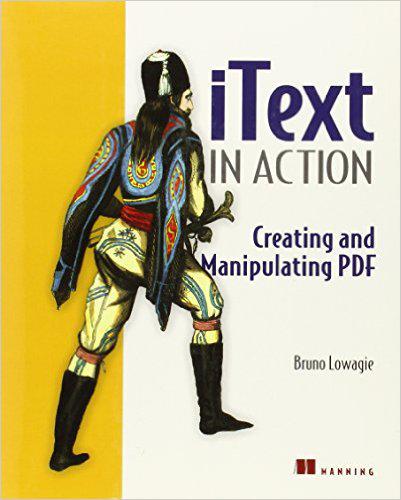 iText
IN ACTION
Creating and
Manipulating PDF
Bruno Lowagie
MANNING